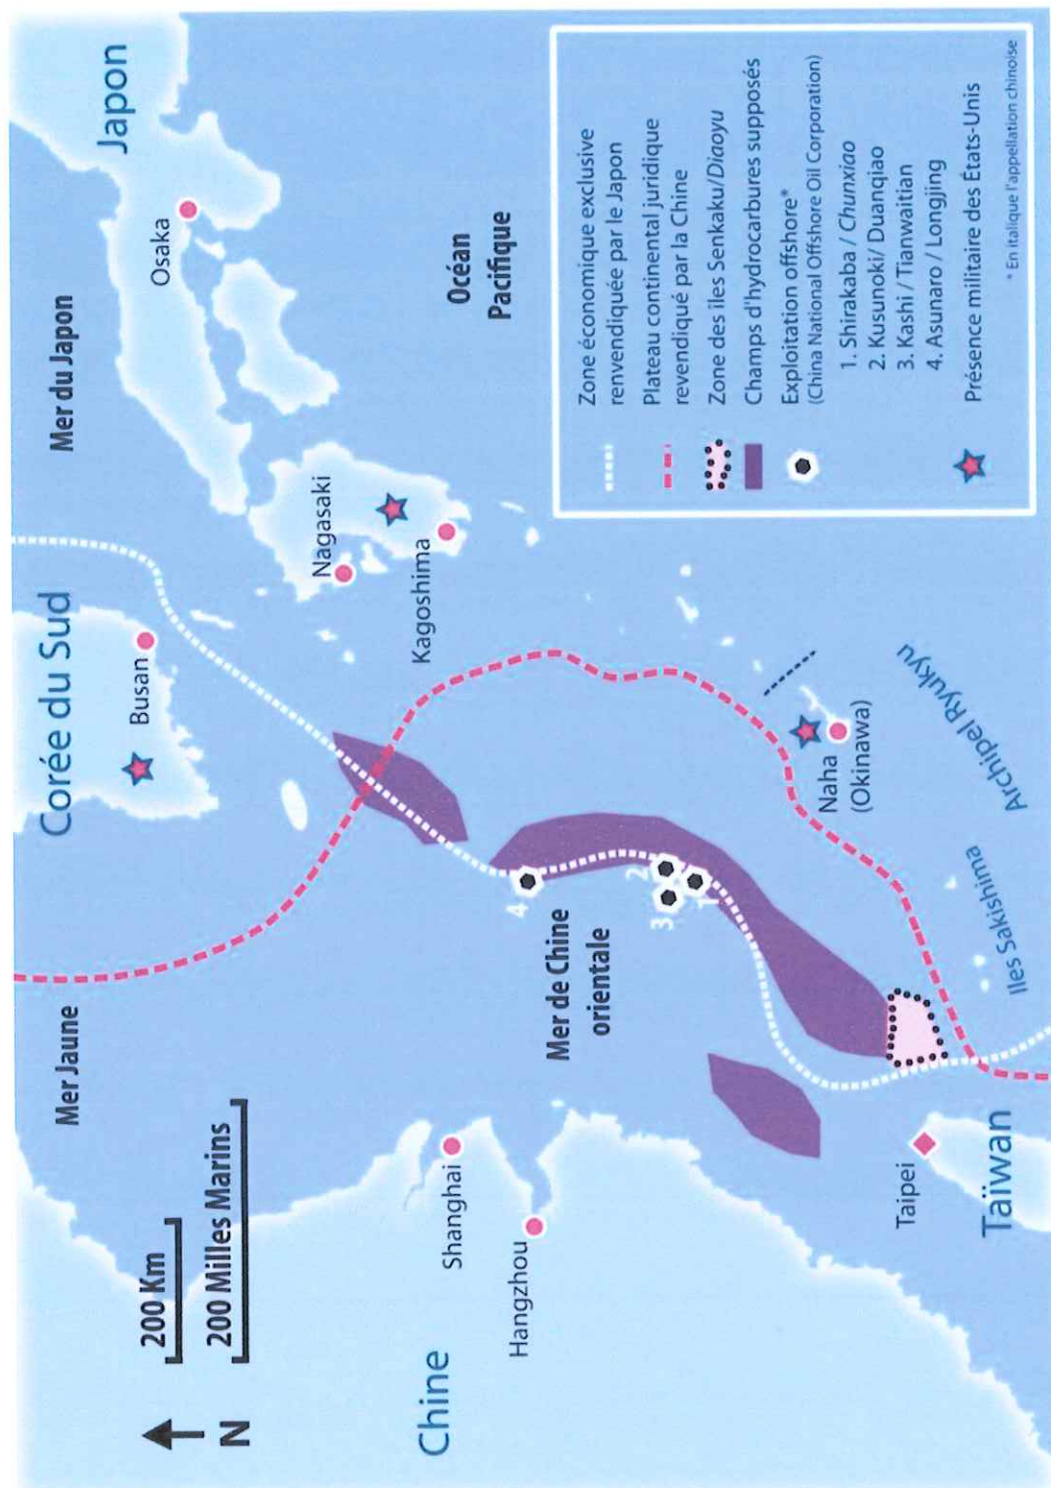 Mer du Japon
Japon
Corée du Sud
Busan
Osaka
Mer Jaune
200 Km
200 Milles Marins
N
Nagasaki
Kagoshima
Océan
Pacifique
Chine
Shanghai
Hangzhou
Mer de Chine
orientale
4
3
2
1
Naha
(Okinawa)
Archipel Ryukyu
Iles Sakishima
Taipei
Taïwan
Zone économique exclusive
renvendiquée par le Japon
Plateau continental juridique
revendiqué par la Chine
Zone des îles Senkaku/Diaoyu
Champs d'hydrocarbures supposés
Exploitation offshore*
(China National Offshore Oil Corporation)
1. Shirakaba / Chunxiao
2. Kusunoki/ Duanqiao
3. Kashi / Tianwaitian
4. Asunaro / Longjing
Présence militaire des États-Unis
* En italique l'appellation chinoise